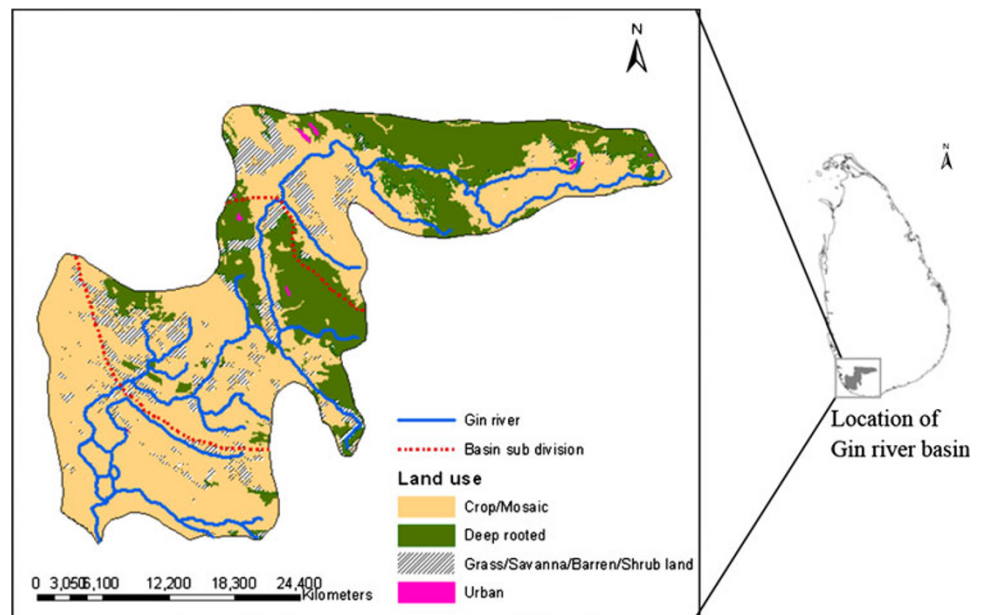 N
N
Location of
Gin river basin
Gin river
Basin sub division
Land use
Crop/Mosaic
Deep rooted
Grass/Savanna/Barren/Shrub land
Urban
0 3,050 6,100 12,200 18,300 24,400
Kilometers